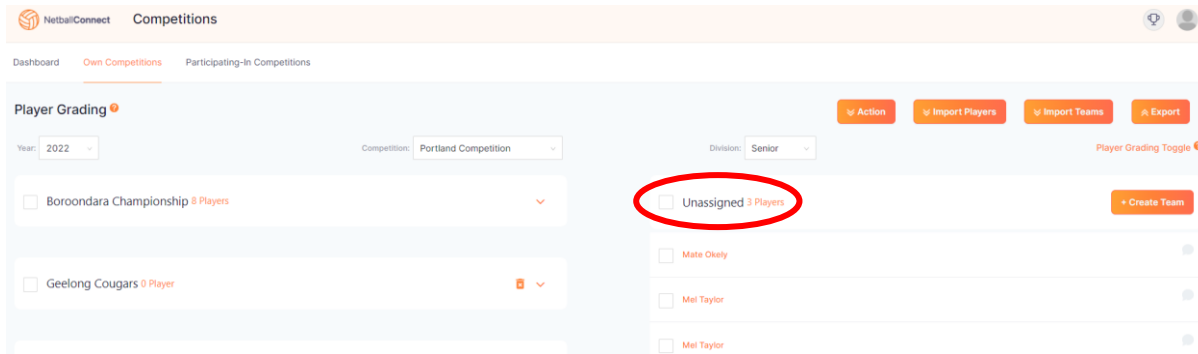 NetballConnect Competitions
Dashboard Own Competitions Participating-In Competitions
Player Grading ? Action Import Players Import Teams Export
Year: 2022 Competition: Portland Competition Division: Senior Player Grading Toggle ?
Boroondara Championship 8 Players
Unassigned 3 Players + Create Team
Mate Okely
Geelong Cougars 0 Player
Mel Taylor
Mel Taylor